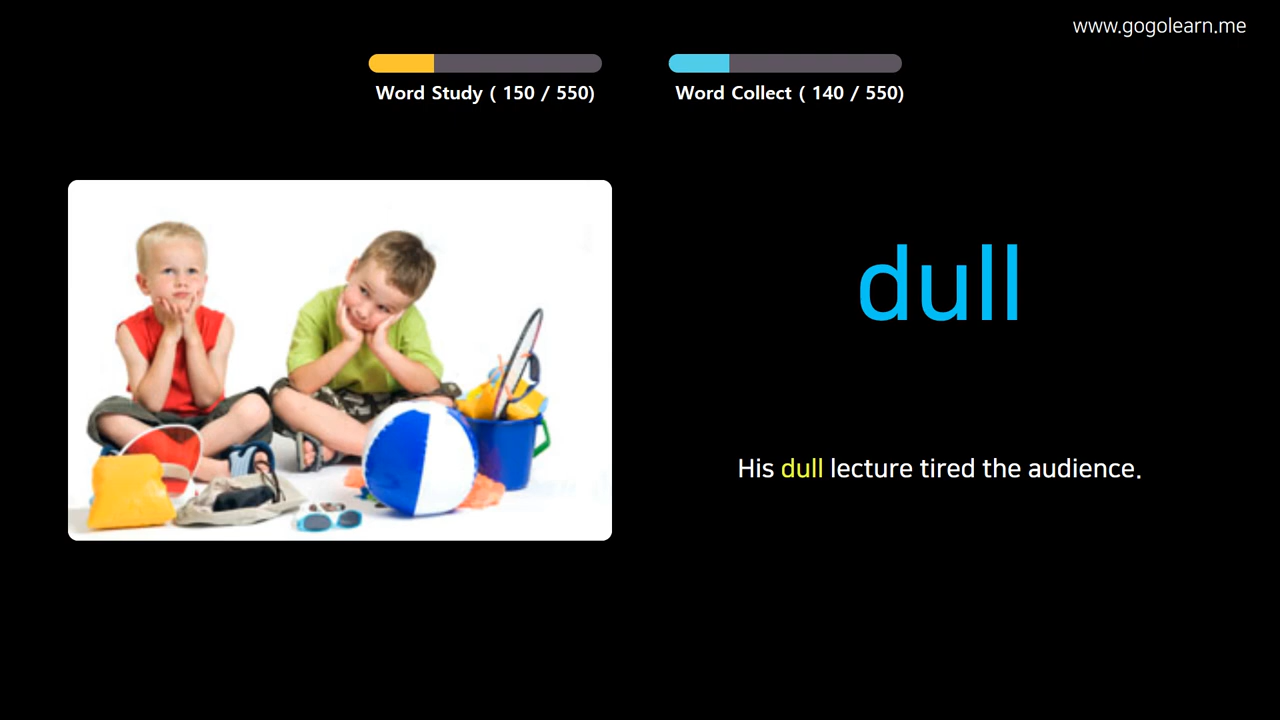 www.gogolearn.me
Word Study ( 150 / 550)
Word Collect ( 140 / 550)
dull
His dull lecture tired the audience.